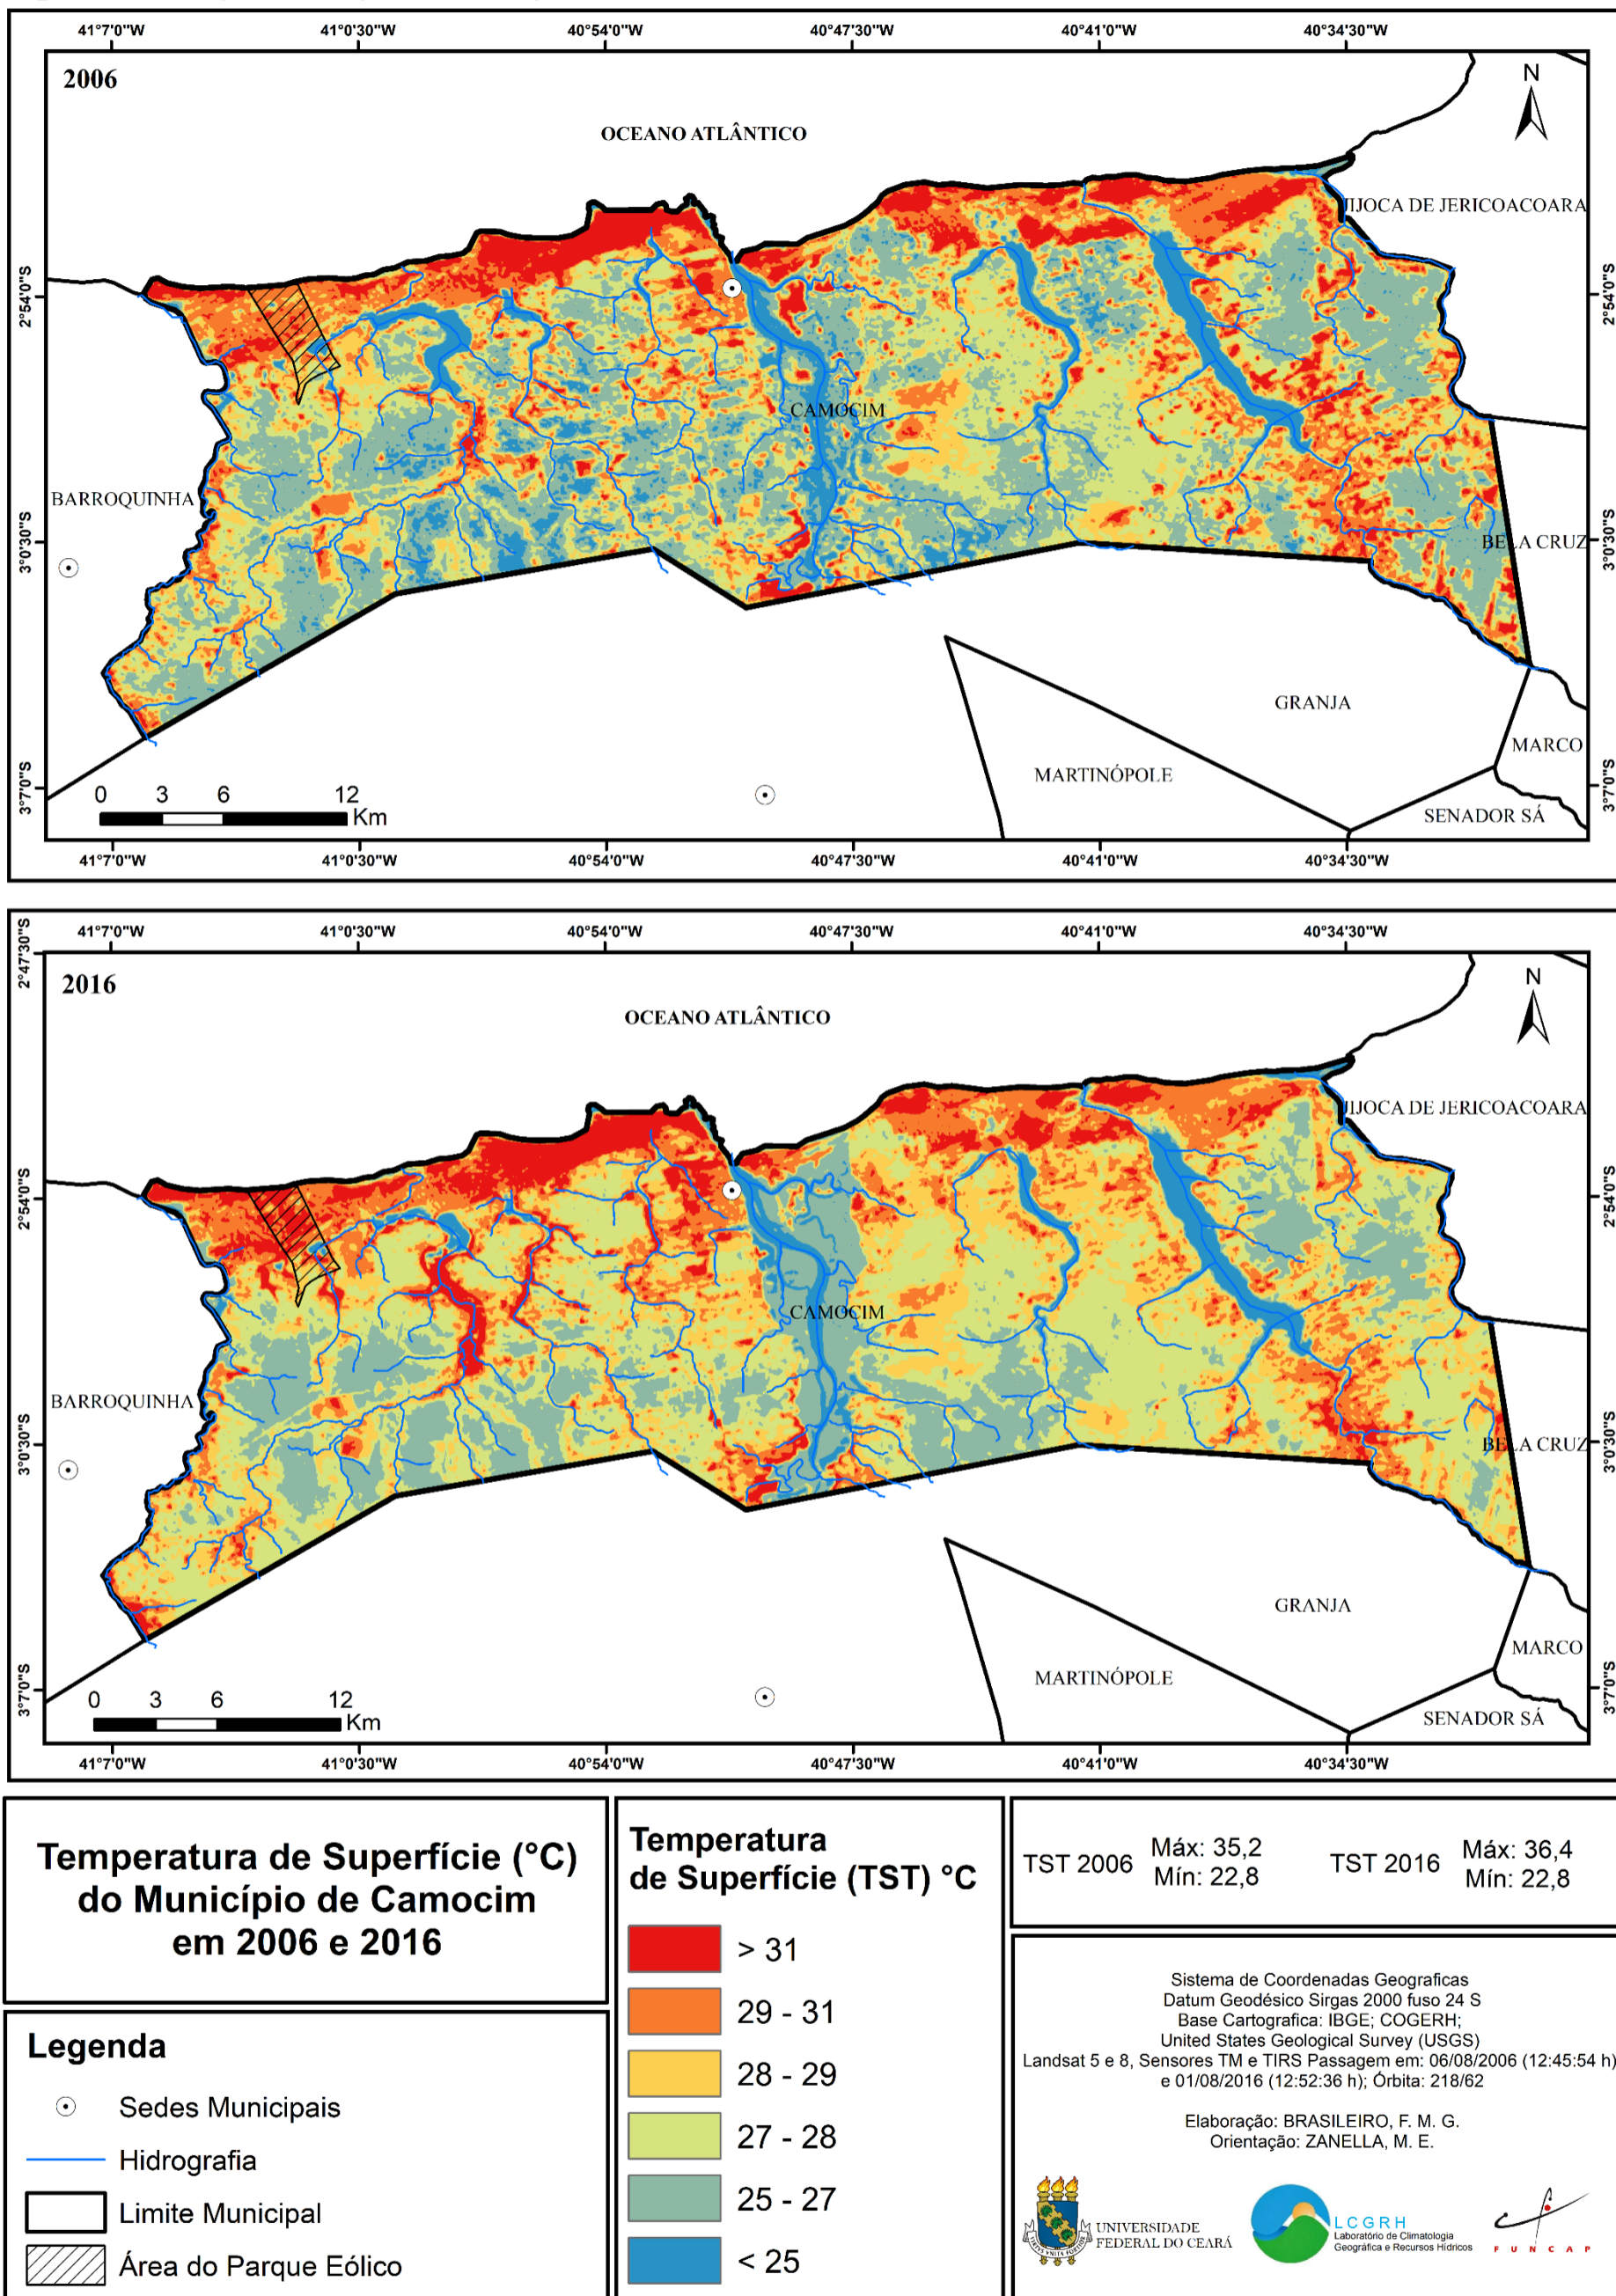 41°7'0"W 41°0'30"W 40°54'0"W 40°47'30"W 40°41'0"W 40°34'30"W
2006
N
OCEANO ATLÂNTICO
JIJOCA DE JERICOACOARA
2°54'0"S 2°54'0"S
CAMOCIM
BARROQUINHA
3°0'30"S 3°0'30"S
BELA CRUZ
GRANJA
MARCO
MARTINÓPOLE
3°7'0"S 3°7'0"S
SENADOR SÁ
0 3 6 12
Km
41°7'0"W 41°0'30"W 40°54'0"W 40°47'30"W 40°41'0"W 40°34'30"W
41°7'0"W 41°0'30"W 40°54'0"W 40°47'30"W 40°41'0"W 40°34'30"W
2°47'30"S
2016
N
OCEANO ATLÂNTICO
JIJOCA DE JERICOACOARA
2°54'0"S 2°54'0"S
CAMOCIM
BARROQUINHA
3°0'30"S 3°0'30"S
BELA CRUZ
GRANJA
MARCO
MARTINÓPOLE
3°7'0"S 3°7'0"S
SENADOR SÁ
0 3 6 12
Km
41°7'0"W 41°0'30"W 40°54'0"W 40°47'30"W 40°41'0"W 40°34'30"W
Temperatura de Superfície (°C)
do Município de Camocim
em 2006 e 2016
Legenda
Sedes Municipais
Hidrografia
Limite Municipal
Área do Parque Eólico
Temperatura
de Superfície (TST) °C
> 31
29 - 31
28 - 29
27 - 28
25 - 27
< 25
TST 2006 Máx: 35,2
Mín: 22,8
TST 2016 Máx: 36,4
Mín: 22,8
Sistema de Coordenadas Geograficas
Datum Geodésico Sirgas 2000 fuso 24 S
Base Cartografica: IBGE; COGERH;
United States Geological Survey (USGS)
Landsat 5 e 8, Sensores TM e TIRS Passagem em: 06/08/2006 (12:45:54 h)
e 01/08/2016 (12:52:36 h); Órbita: 218/62
Elaboração: BRASILEIRO, F. M. G.
Orientação: ZANELLA, M. E.
UNIVERSIDADE
FEDERAL DO CEARÁ
LCGRH
Laboratório de Climatologia
Geográfica e Recursos Hídricos
FUNCAP